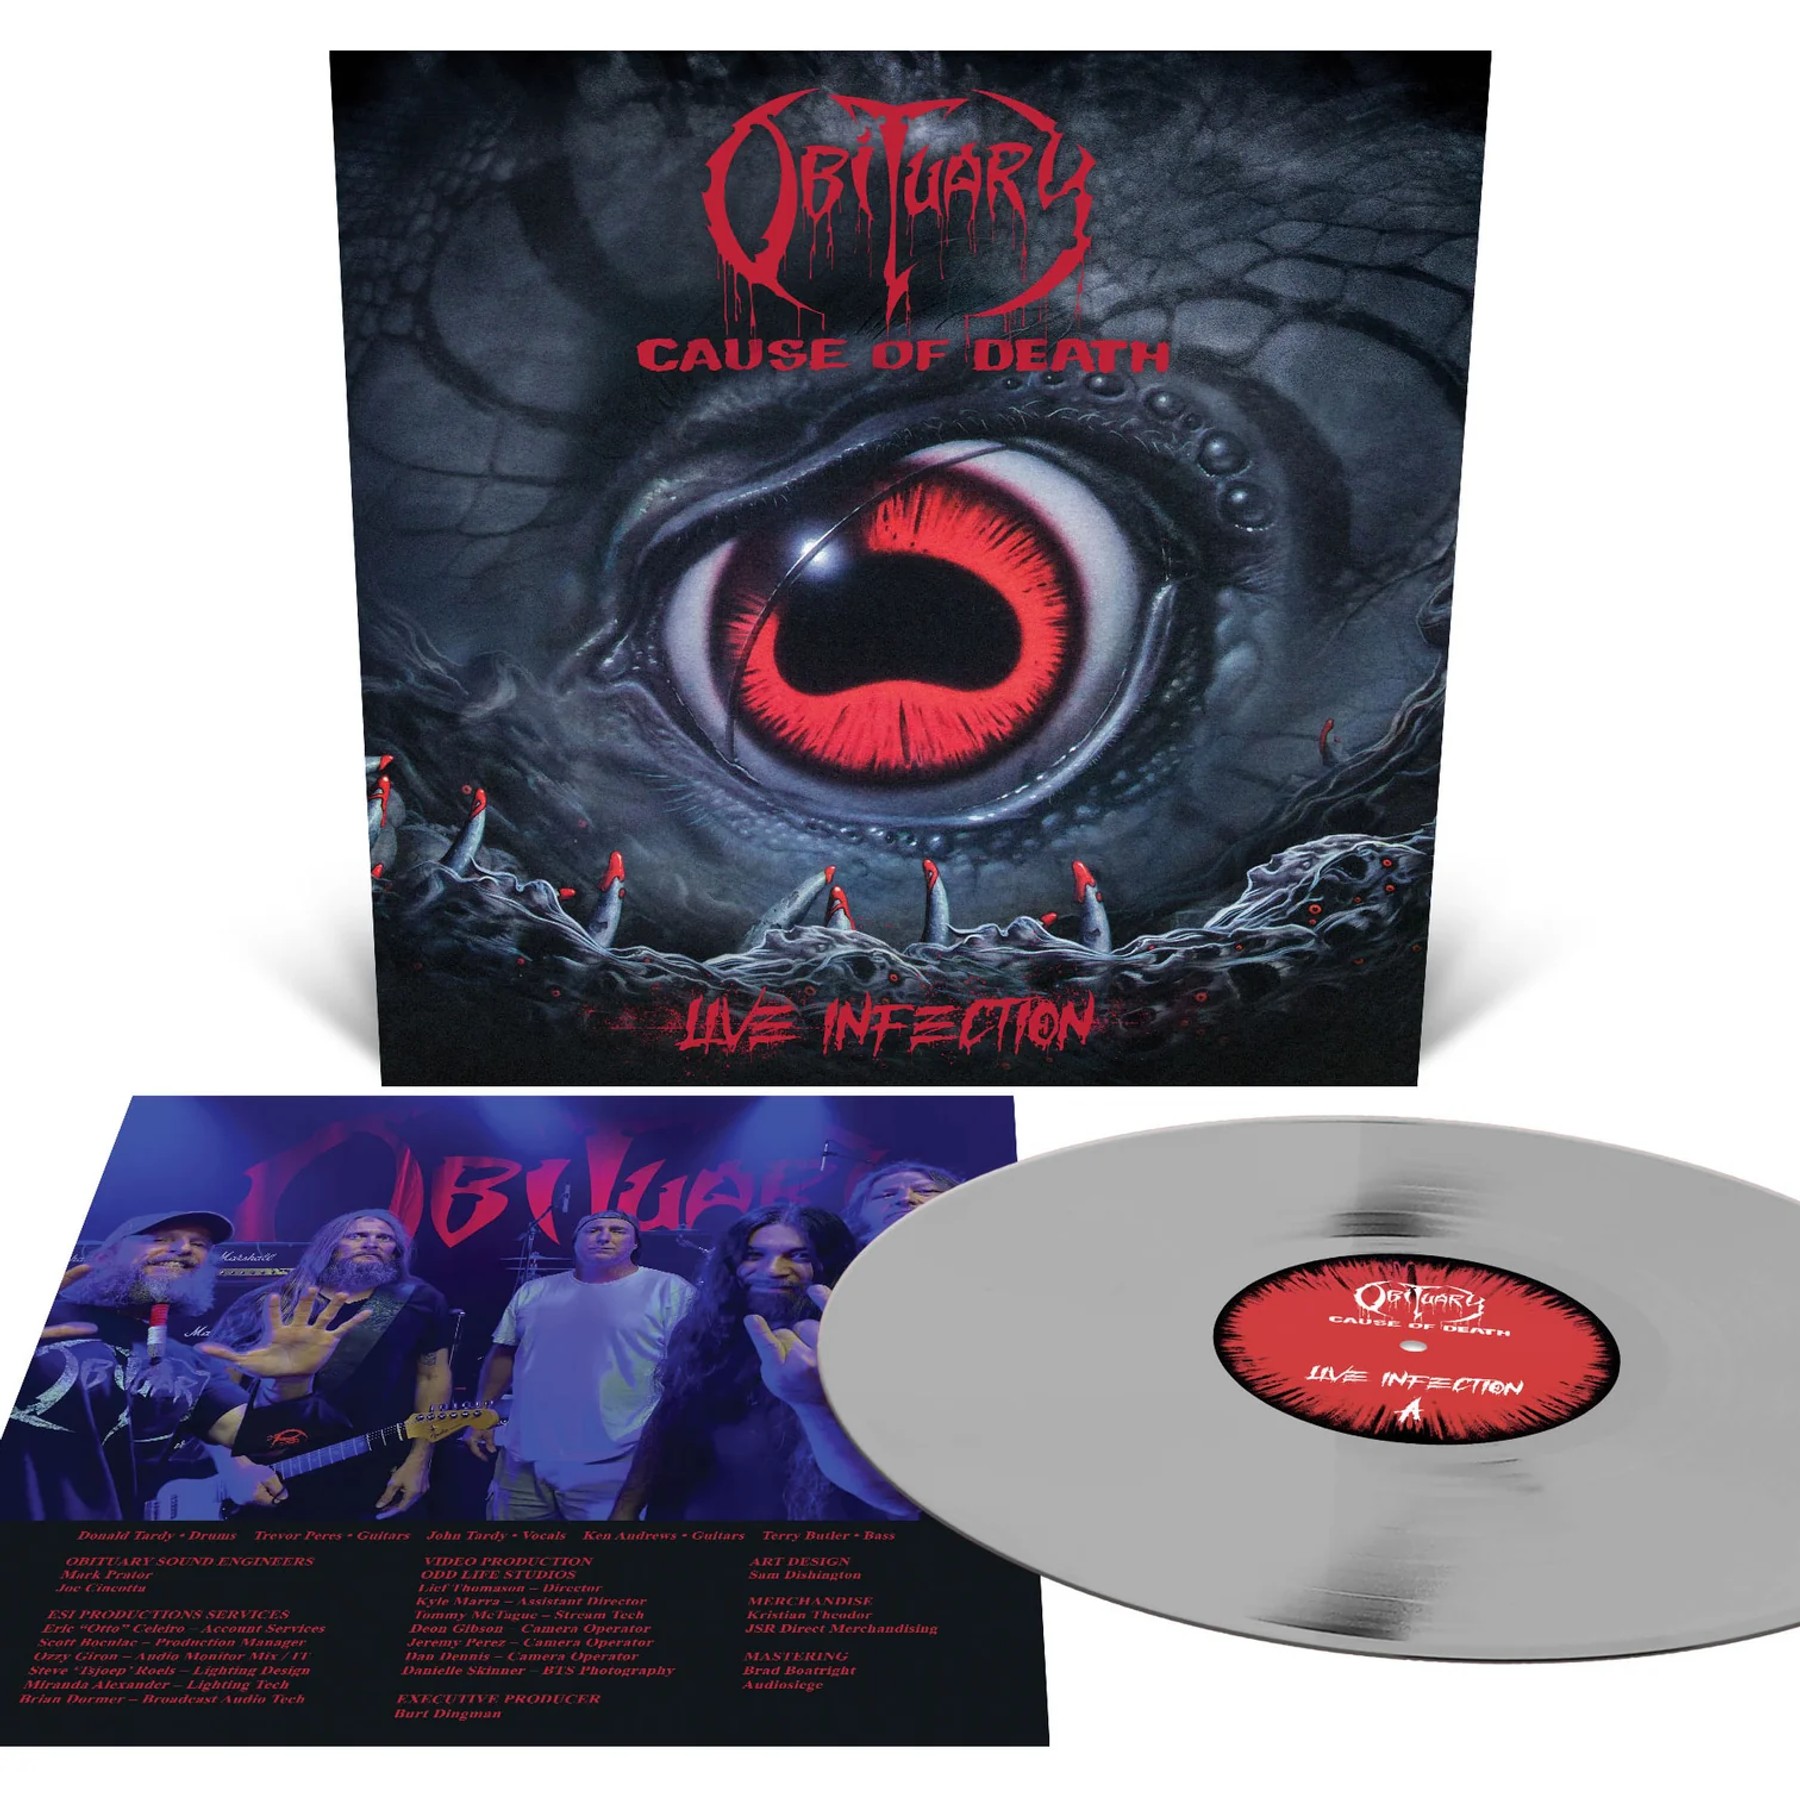 OBITUARY
CAUSE OF DEATH
LIVE INFECTION
OBITUARY
Marshall
OBITUARY
Donald Tardy • Drums Trevor Peres • Guitars John Tardy • Vocals Ken Andrews • Guitars Terry Butler • Bass
OBITUARY SOUND ENGINEERS
Mark Prator
Joe Cincotta
ESI PRODUCTIONS SERVICES
Eric “Otto” Celeiro – Account Services
Scott Bocolac – Production Manager
Ozzy Giron – Audio Monitor Mix / IT
Steve ‘Tsjoep’ Roels – Lighting Design
Miranda Alexander – Lighting Tech
Brian Dormer – Broadcast Audio Tech
VIDEO PRODUCTION
ODD LIFE STUDIOS
Lief Thomason – Director
Kyle Marra – Assistant Director
Tommy McTague – Stream Tech
Deon Gibson – Camera Operator
Jeremy Perez – Camera Operator
Dan Dennis – Camera Operator
Danielle Skinner – BTS Photography
EXECUTIVE PRODUCER
Burt Dingman
ART DESIGN
Sam Dishington
MERCHANDISE
Kristian Theodor
JSR Direct Merchandising
MASTERING
Brad Boatright
Audiosiege
OBITUARY
CAUSE OF DEATH
LIVE INFECTION
A